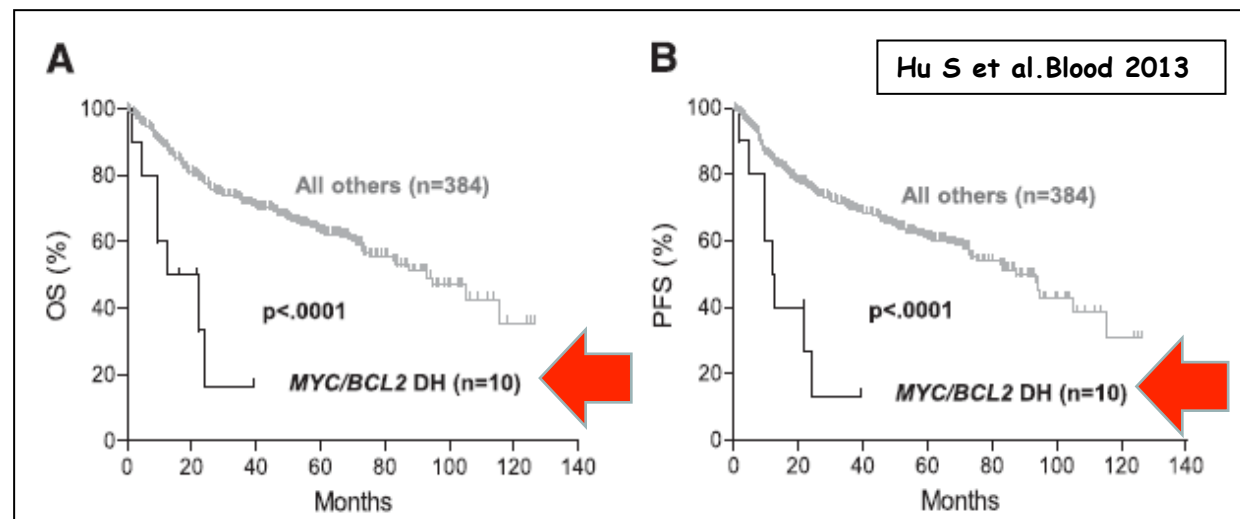 A
B
Hu S et al.Blood 2013
100
80
60
40
20
0
OS (%)
All others (n=384)
p<.0001
MYC/BCL2 DH (n=10)
0 20 40 60 80 100 120 140
Months
100
80
60
40
20
0
PFS (%)
All others (n=384)
p<.0001
MYC/BCL2 DH (n=10)
0 20 40 60 80 100 120 140
Months